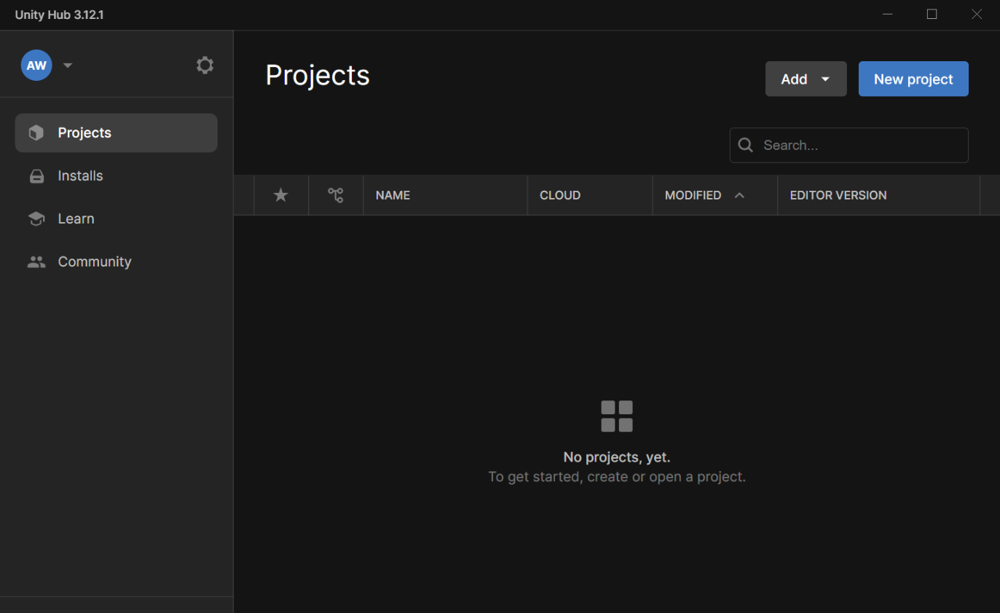 Unity Hub 3.12.1
AW
Projects
Installs
Learn
Community
Projects
Add
New project
Search...
NAME
CLOUD
MODIFIED
EDITOR VERSION
No projects, yet.
To get started, create or open a project.